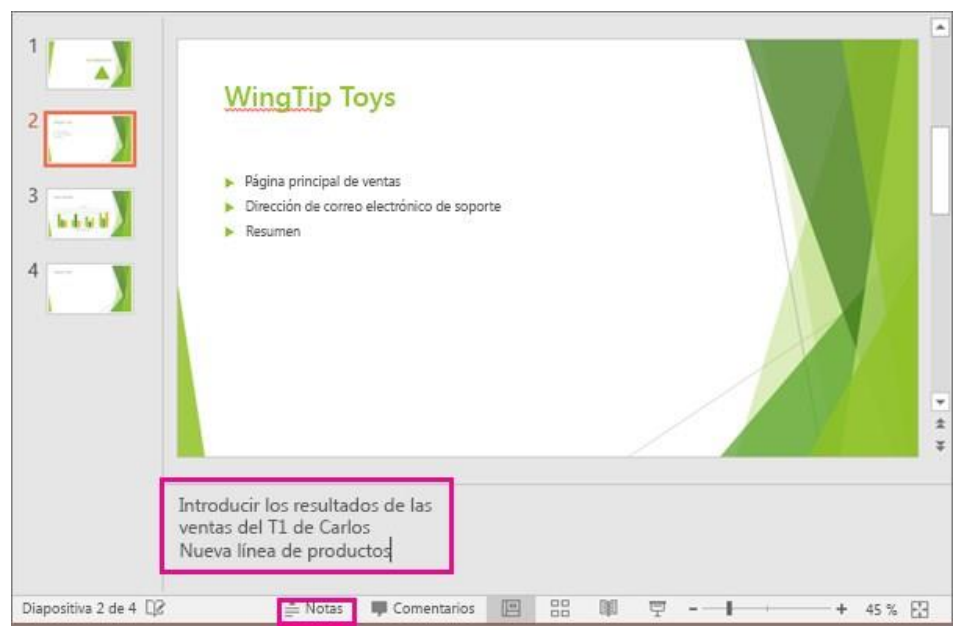 1
2
3
4
WingTip Toys
Página principal de ventas
Dirección de correo electrónico de soporte
Resumen
Introducir los resultados de las
ventas del T1 de Carlos
Nueva línea de productos
Diapositiva 2 de 4 Notas Comentarios - + 45 %